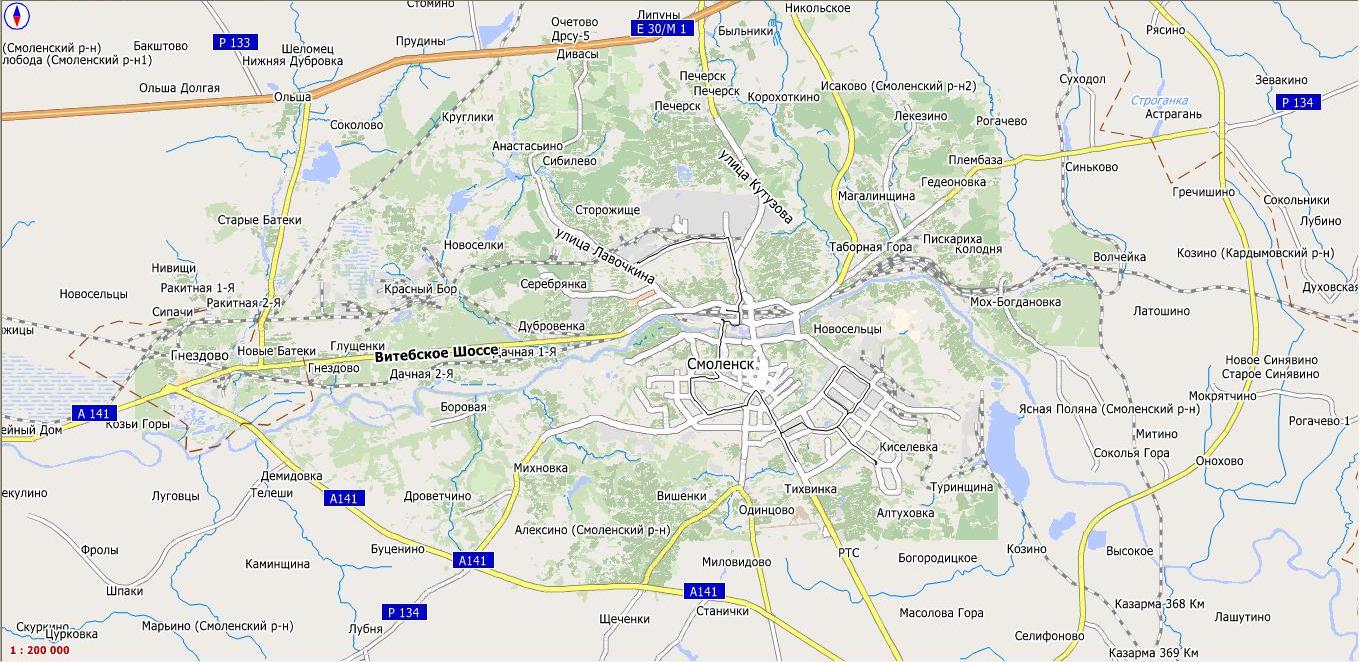 Стомино
Очетово
Липуны
Никольское
Дрсу-5
E 30/M 1
Быльники
Рясино
P 133
Прудины
(Смоленский р-н)
Бакштово
Шеломец
Дивасы
лобода (Смоленский р-н1)
Нижняя Дубровка
Печерск
Суходол
Зевакино
Ольша Долгая
Ольша
Печерск
Корохоткино
Исаково (Смоленский р-н2)
Строганка
P 134
Печерск
Круглики
Лекезино
Рогачево
Астрагань
Соколово
Анастасьино
Сибилево
Плембаза
Синьково
улица Кутузова
Гедеоновка
Магалинщина
Гречишино
Сокольники
Старые Батеки
Сторожище
Лубино
улица Лавочкина
Новоселки
Таборная Гора
Пискариха
Колодня
Волчейка
Козино (Кардымовский р-н)
Нивищи
Ракитная 1-Я
Красный Бор
Серебрянка
Духовская
Новосельцы
Ракитная 2-Я
Мох-Богдановка
Сипачи
Латошино
жицы
Дубровенка
Новосельцы
Глущенки
Гнездово
Новые Батеки
Витебское Шоссе
Дачная 1-Я
Гнездово
Дачная 2-Я
Смоленск
Новое Синявино
Старое Синявино
Мокрятчино
A 141
Козьи Горы
ейный Дом
Боровая
Ясная Поляна (Смоленский р-н)
Рогачево 1
Митино
Киселевка
Соколья Гора
Онохово
Демидовка
Михновка
Телеши
екулино
Луговцы
A141
Дроветчино
Вишенки
Тихвинка
Туринщина
Одинцово
Алтуховка
Алексино (Смоленский р-н)
Фролы
Буценино
A141
Каминщина
Миловидово
РТС
Богородицкое
Козино
Высокое
Шпаки
A141
P 134
Щеченки
Станички
Масолова Гора
Казарма 368 Км
Лашутино
Скуркино
Цурковка
Марьино (Смоленский р-н)
Лубня
Селифоново
1 : 200 000
Казарма 369 Км